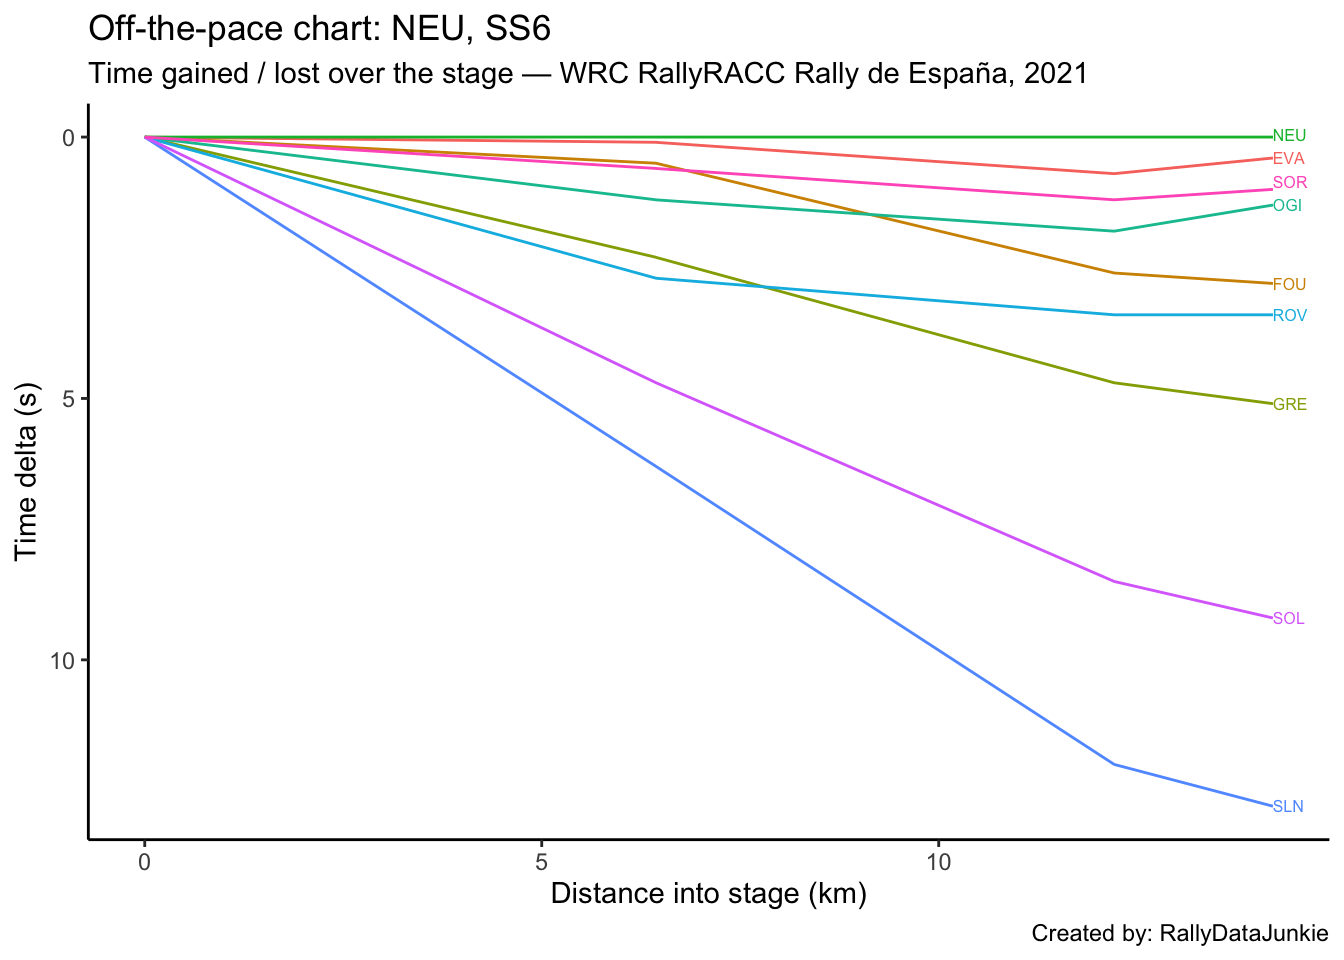 Off-the-pace chart: NEU, SS6
Time gained / lost over the stage — WRC RallyRACC Rally de España, 2021
0
5
10
Time delta (s)
NEU
EVA
SOR
OGI
FOU
ROV
GRE
SOL
SLN
0
5
10
Distance into stage (km)
Created by: RallyDataJunkie